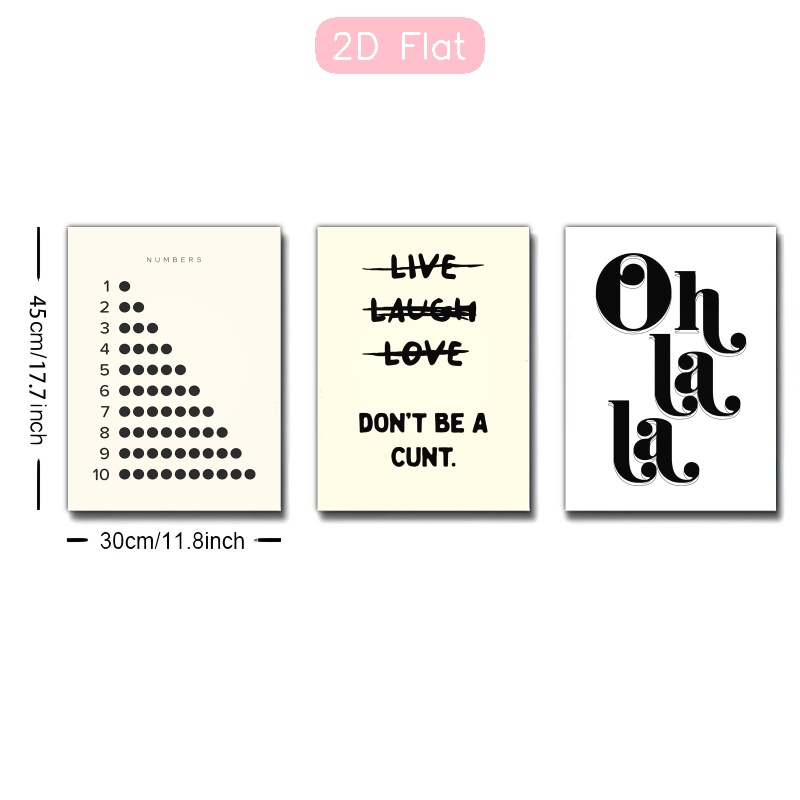 2D Flat
45cm/17.7inch
NUMBERS
1
2
3
4
5
6
7
8
9
10
30cm/11.8inch
LIVE
LAUGH
LOVE
DON'T BE A
CUNT.
Oh
la
la